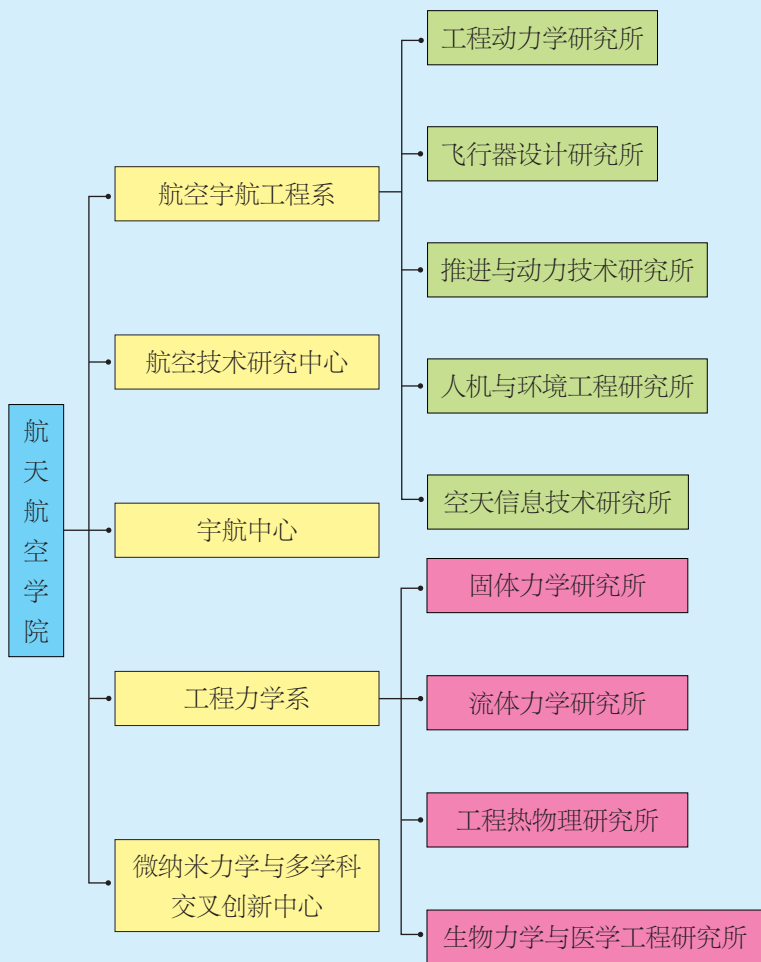 航天航空学院
航空宇航工程系
航空技术研究中心
宇航中心
工程力学系
微纳米力学与多学科
交叉创新中心
工程动力学研究所
飞行器设计研究所
推进与动力技术研究所
人机与环境工程研究所
空天信息技术研究所
固体力学研究所
流体力学研究所
工程热物理研究所
生物力学与医学工程研究所